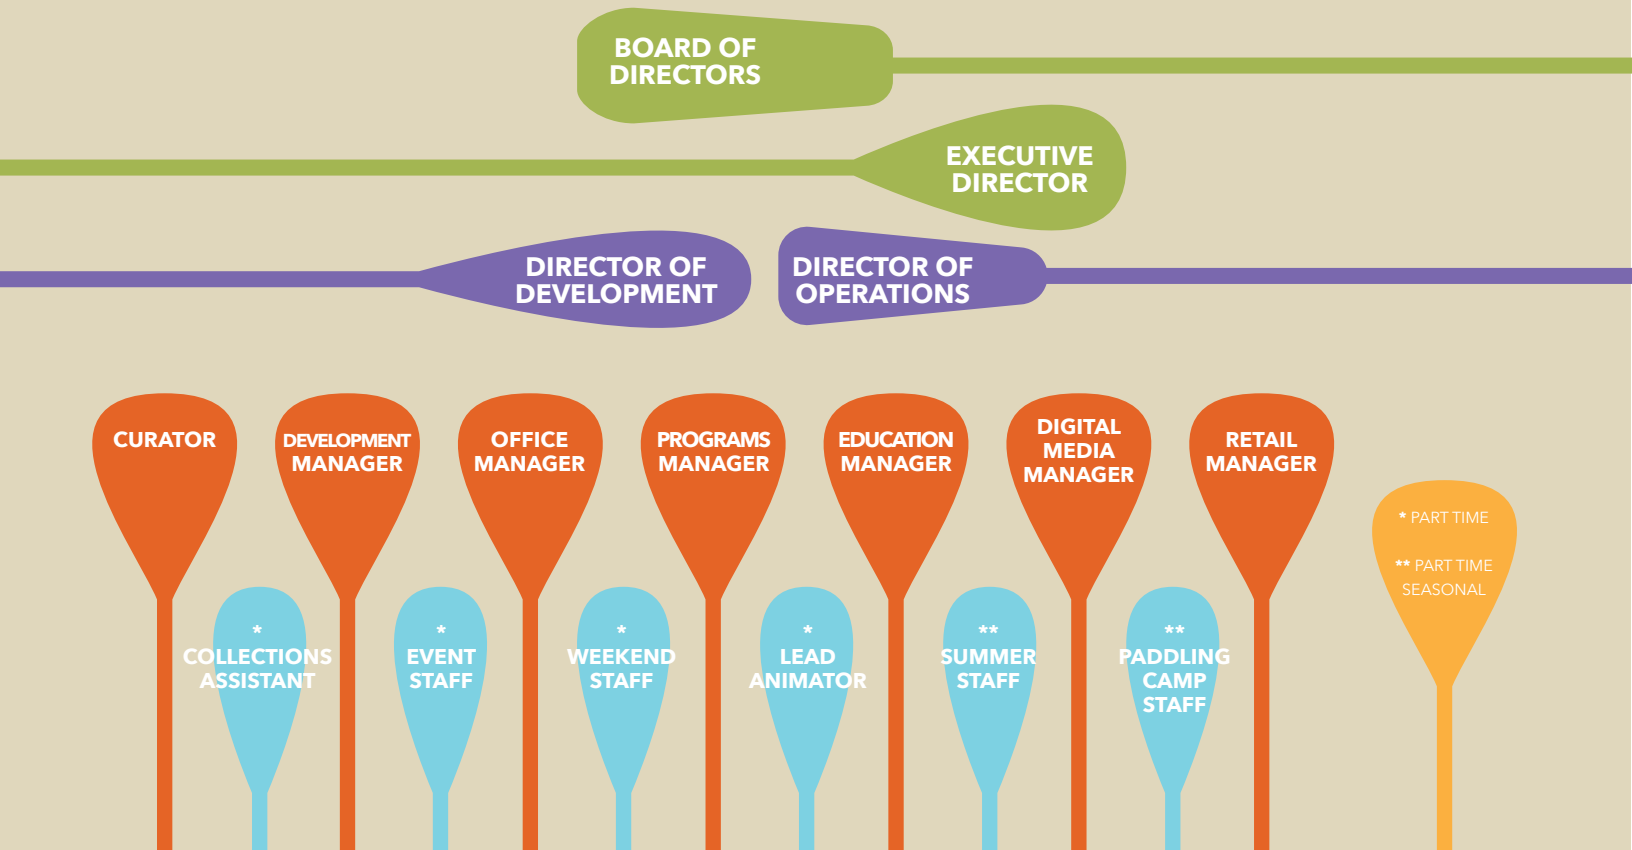 BOARD OF
DIRECTORS
EXECUTIVE
DIRECTOR
DIRECTOR OF
DEVELOPMENT
DIRECTOR OF
OPERATIONS
CURATOR
DEVELOPMENT
MANAGER
OFFICE
MANAGER
PROGRAMS
MANAGER
EDUCATION
MANAGER
DIGITAL
MEDIA
MANAGER
RETAIL
MANAGER
* PART TIME
** PART TIME
SEASONAL
*
COLLECTIONS
ASSISTANT
*
EVENT
STAFF
*
WEEKEND
STAFF
*
LEAD
ANIMATOR
**
SUMMER
STAFF
**
PADDLING
CAMP
STAFF